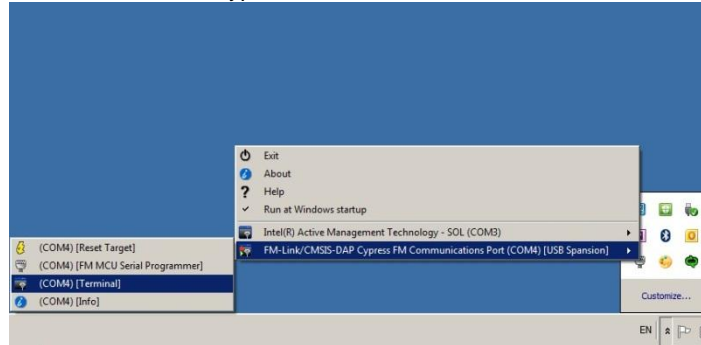 Exit
About
Help
Run at Windows startup
Intel(R) Active Management Technology - SOL (COM3)
FM-Link/CMSIS-DAP Cypress FM Communications Port (COM4) [USB Spansion]
(COM4) [Reset Target]
(COM4) [FM MCU Serial Programmer]
(COM4) [Terminal]
(COM4) [Info]
Customize...
EN